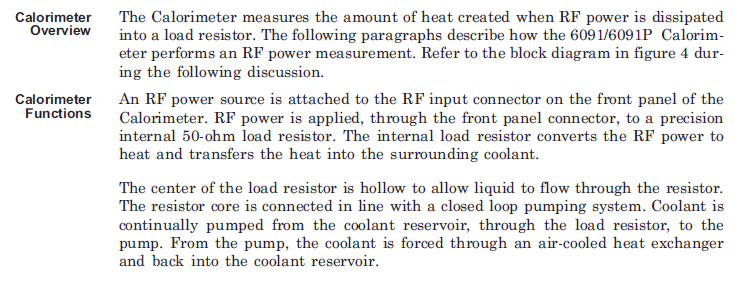 Calorimeter
Overview
The Calorimeter measures the amount of heat created when RF power is dissipated
into a load resistor. The following paragraphs describe how the 6091/6091P Calorim-
eter performs an RF power measurement. Refer to the block diagram in figure 4 dur-
ing the following discussion.
Calorimeter
Functions
An RF power source is attached to the RF input connector on the front panel of the
Calorimeter. RF power is applied, through the front panel connector, to a precision
internal 50-ohm load resistor. The internal load resistor converts the RF power to
heat and transfers the heat into the surrounding coolant.
The center of the load resistor is hollow to allow liquid to flow through the resistor.
The resistor core is connected in line with a closed loop pumping system. Coolant is
continually pumped from the coolant reservoir, through the load resistor, to the
pump. From the pump, the coolant is forced through an air-cooled heat exchanger
and back into the coolant reservoir.